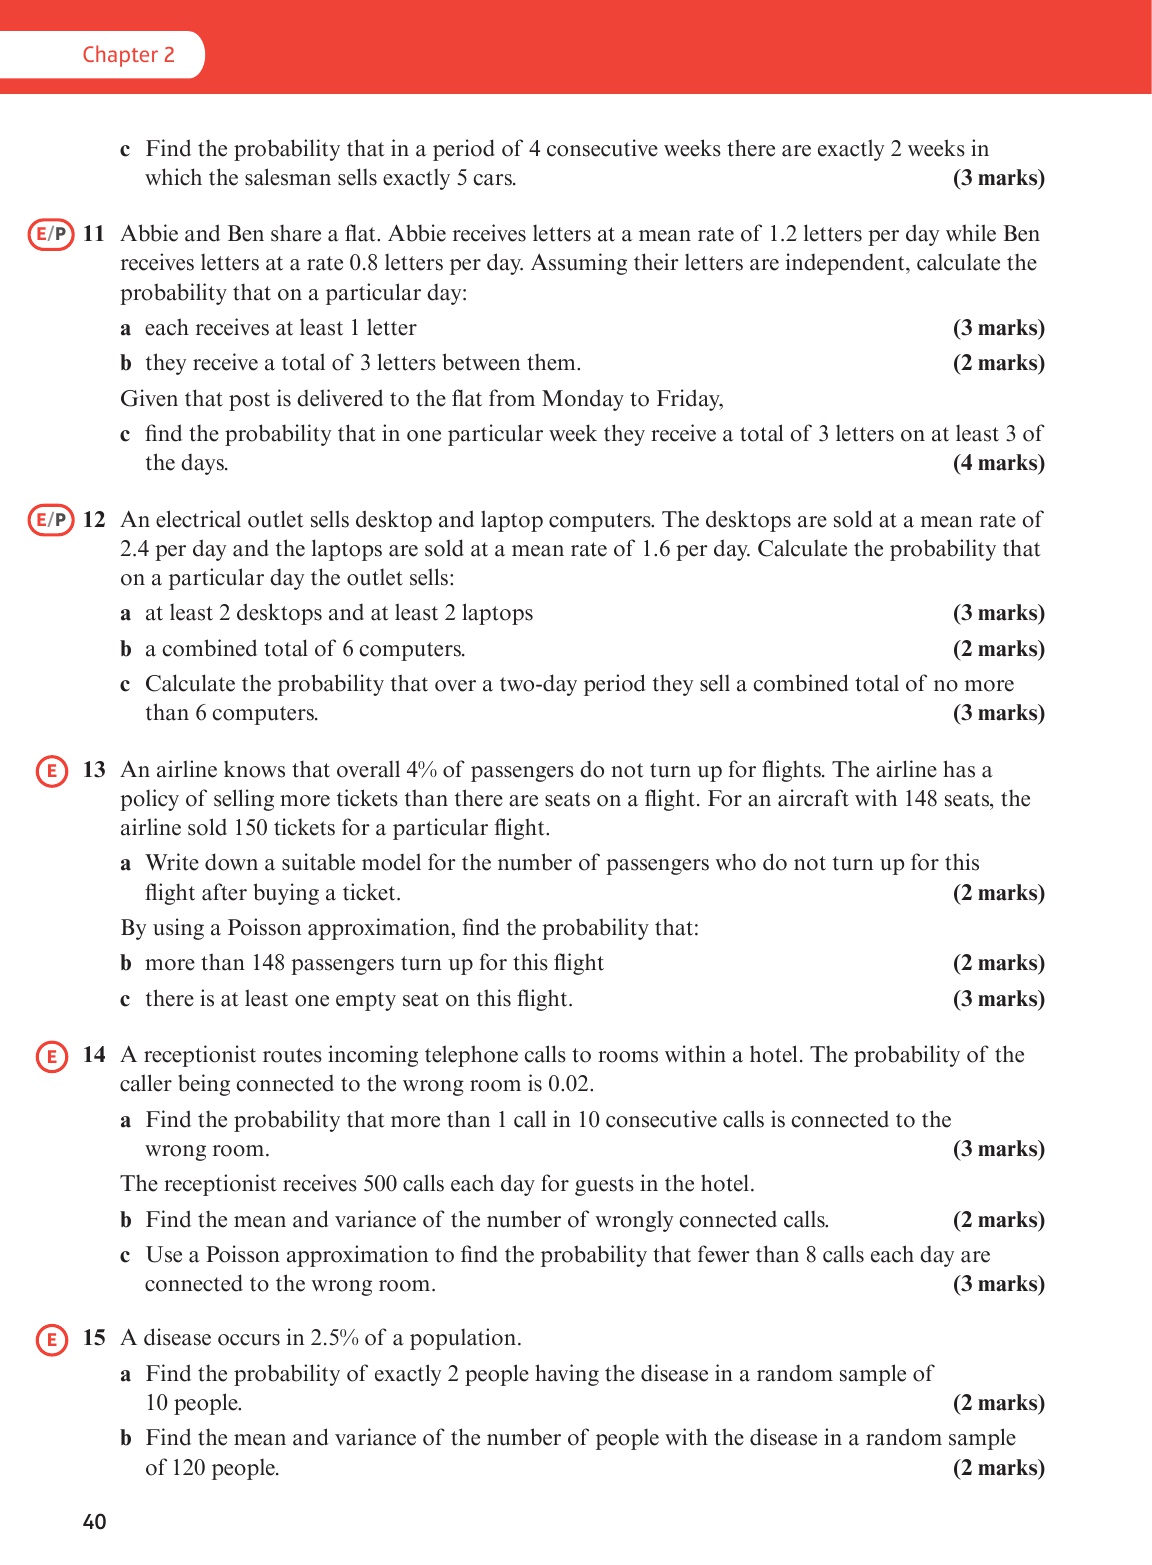 Chapter 2
c Find the probability that in a period of 4 consecutive weeks there are exactly 2 weeks in
which the salesman sells exactly 5 cars. (3 marks)
E/P 11 Abbie and Ben share a flat. Abbie receives letters at a mean rate of 1.2 letters per day while Ben
receives letters at a rate 0.8 letters per day. Assuming their letters are independent, calculate the
probability that on a particular day:
a each receives at least 1 letter (3 marks)
b they receive a total of 3 letters between them. (2 marks)
Given that post is delivered to the flat from Monday to Friday,
c find the probability that in one particular week they receive a total of 3 letters on at least 3 of
the days. (4 marks)
E/P 12 An electrical outlet sells desktop and laptop computers. The desktops are sold at a mean rate of
2.4 per day and the laptops are sold at a mean rate of 1.6 per day. Calculate the probability that
on a particular day the outlet sells:
a at least 2 desktops and at least 2 laptops (3 marks)
b a combined total of 6 computers. (2 marks)
c Calculate the probability that over a two-day period they sell a combined total of no more
than 6 computers. (3 marks)
E 13 An airline knows that overall 4% of passengers do not turn up for flights. The airline has a
policy of selling more tickets than there are seats on a flight. For an aircraft with 148 seats, the
airline sold 150 tickets for a particular flight.
a Write down a suitable model for the number of passengers who do not turn up for this
flight after buying a ticket. (2 marks)
By using a Poisson approximation, find the probability that:
b more than 148 passengers turn up for this flight (2 marks)
c there is at least one empty seat on this flight. (3 marks)
E 14 A receptionist routes incoming telephone calls to rooms within a hotel. The probability of the
caller being connected to the wrong room is 0.02.
a Find the probability that more than 1 call in 10 consecutive calls is connected to the
wrong room. (3 marks)
The receptionist receives 500 calls each day for guests in the hotel.
b Find the mean and variance of the number of wrongly connected calls. (2 marks)
c Use a Poisson approximation to find the probability that fewer than 8 calls each day are
connected to the wrong room. (3 marks)
E 15 A disease occurs in 2.5% of a population.
a Find the probability of exactly 2 people having the disease in a random sample of
10 people. (2 marks)
b Find the mean and variance of the number of people with the disease in a random sample
of 120 people. (2 marks)
40